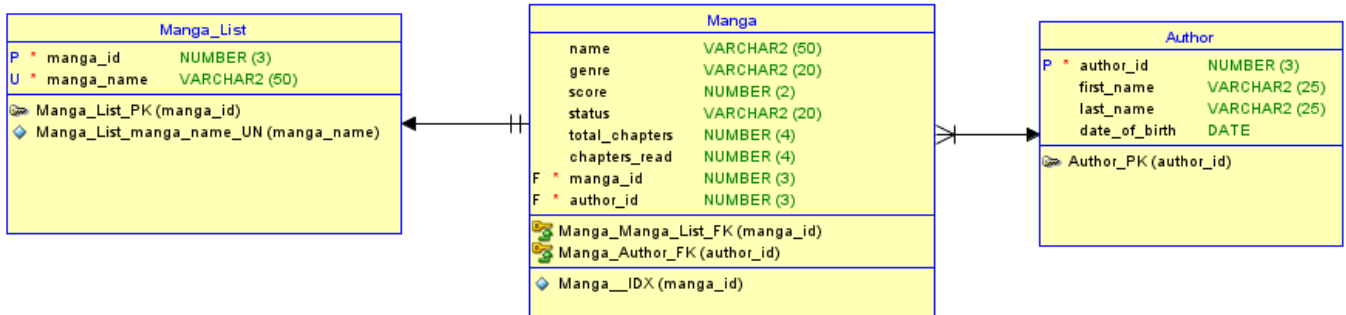 Manga_List
P * manga_id NUMBER (3)
U * manga_name VARCHAR2 (50)
Manga_List_PK (manga_id)
Manga_List_manga_name_UN (manga_name)
Manga
name VARCHAR2 (50)
genre VARCHAR2 (20)
score NUMBER (2)
status VARCHAR2 (20)
total_chapters NUMBER (4)
chapters_read NUMBER (4)
F * manga_id NUMBER (3)
F * author_id NUMBER (3)
Manga_Manga_List_FK (manga_id)
Manga_Author_FK (author_id)
Manga__IDX (manga_id)
Author
P * author_id NUMBER (3)
first_name VARCHAR2 (25)
last_name VARCHAR2 (25)
date_of_birth DATE
Author_PK (author_id)